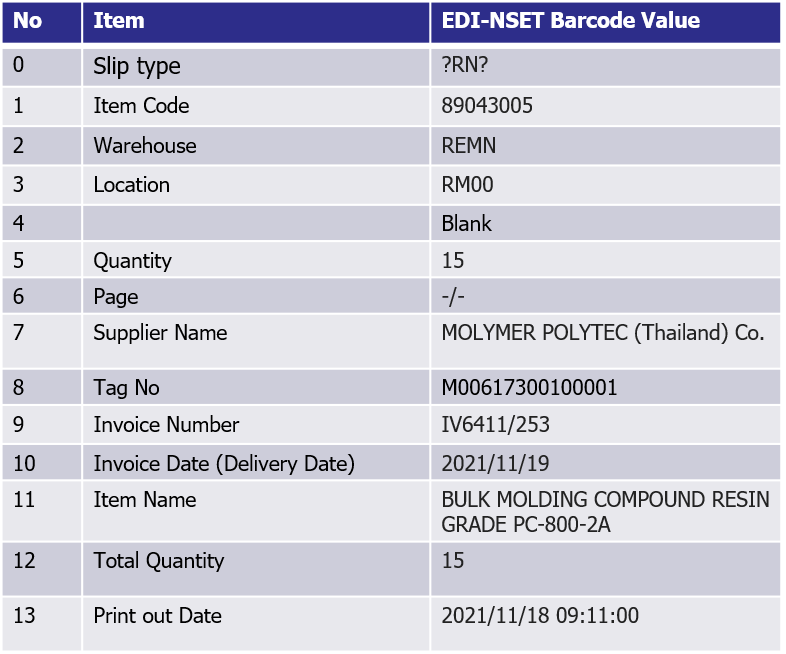 No Item EDI-NSET Barcode Value
0 Slip type ?RN?
1 Item Code 89043005
2 Warehouse REMN
3 Location RM00
4 Blank
5 Quantity 15
6 Page -/-
7 Supplier Name MOLYMER POLYTEC (Thailand) Co.
8 Tag No M00617300100001
9 Invoice Number IV6411/253
10 Invoice Date (Delivery Date) 2021/11/19
11 Item Name BULK MOLDING COMPOUND RESIN
GRADE PC-800-2A
12 Total Quantity 15
13 Print out Date 2021/11/18 09:11:00